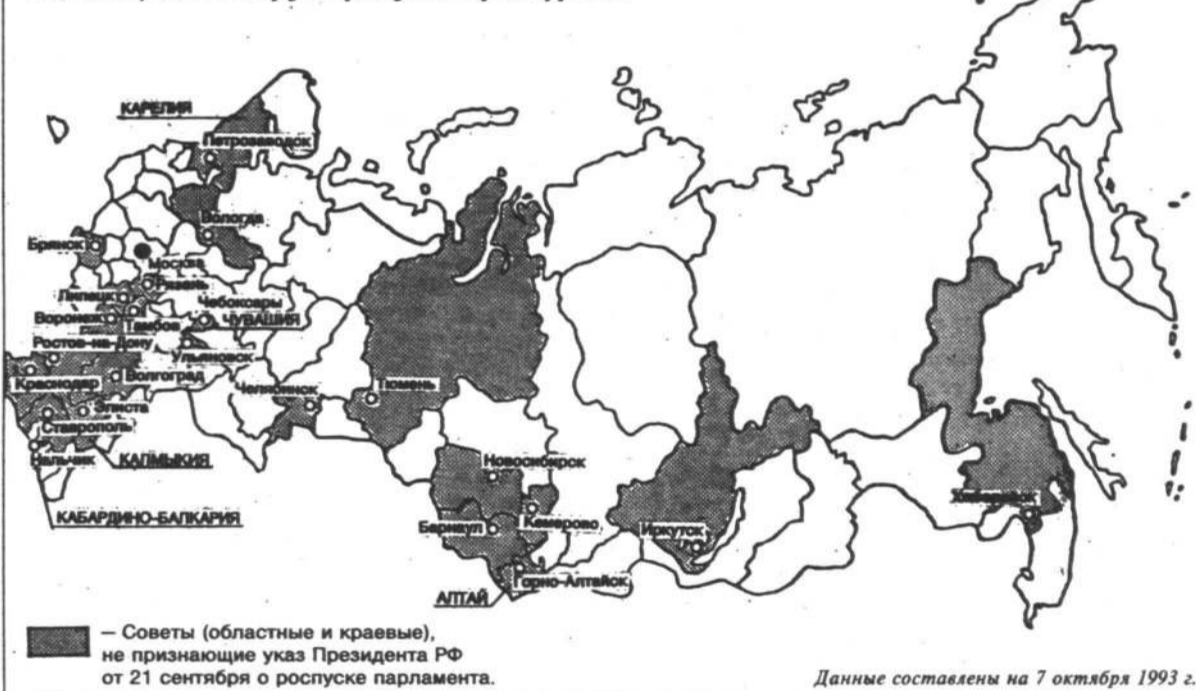 КАРЕЛИЯ
Петрозаводск
Вологда
Брянск
Москва
Рязань
Липецк
Чебоксары
Воронеж
Тамбов
ЧУВАШИЯ
Ростов-на-Дону
Ульяновск
Краснодар
Волгоград
Челябинск
Тюмень
Элиста
Ставрополь
Нальчик
КАЛМЫКИЯ
Новосибирск
КАБАРДИНО-БАЛКАРИЯ
Барнаул
Кемерово
Иркутск
Хабаровск
Горно-Алтайск
АЛТАЙ
– Советы (областные и краевые),
не признающие указ Президента РФ
от 21 сентября о роспуске парламента.
Данные составлены на 7 октября 1993 г.